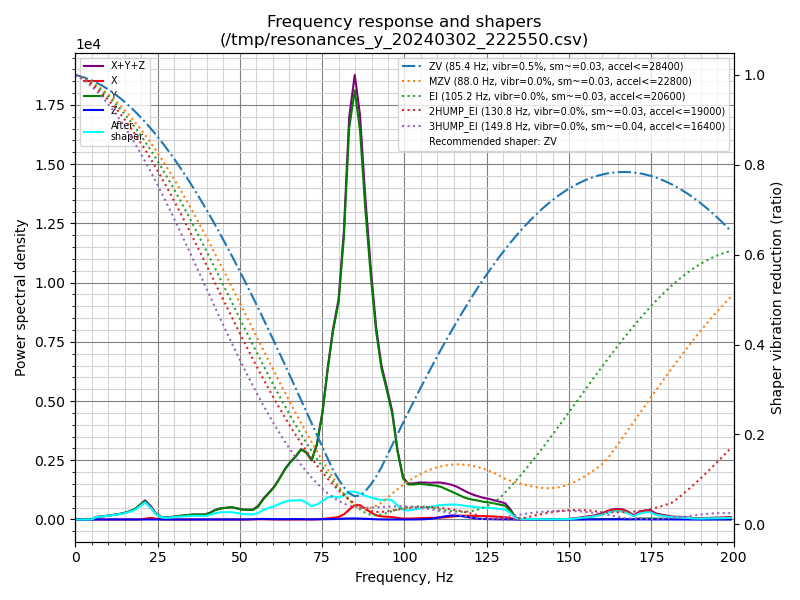 Frequency response and shapers
(/tmp/resonances_y_20240302_222550.csv)
1e4
X+Y+Z
X
Y
Z
After
shaper
ZV (85.4 Hz, vibr=0.5%, sm~=0.03, accel<=28400)
MZV (88.0 Hz, vibr=0.0%, sm~=0.03, accel<=22800)
EI (105.2 Hz, vibr=0.0%, sm~=0.03, accel<=20600)
2HUMP_EI (130.8 Hz, vibr=0.0%, sm~=0.03, accel<=19000)
3HUMP_EI (149.8 Hz, vibr=0.0%, sm~=0.04, accel<=16400)
Recommended shaper: ZV
Power spectral density
1.75
1.50
1.25
1.00
0.75
0.50
0.25
0.00
1.0
0.8
0.6
0.4
0.2
0.0
Shaper vibration reduction (ratio)
0 25 50 75 100 125 150 175 200
Frequency, Hz